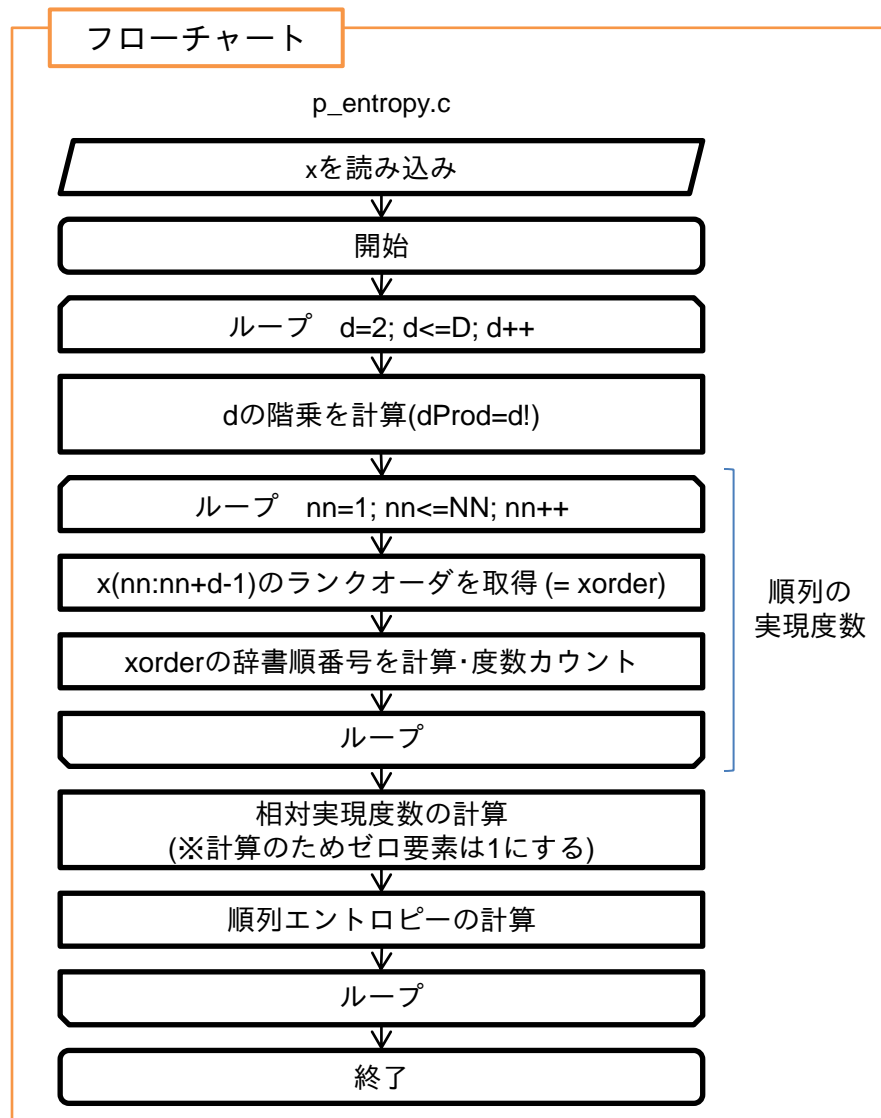 フローチャート
p_entropy.c
xを読み込み
開始
ループ　d=2; d<=D; d++
dの階乗を計算(dProd=d!)
ループ　nn=1; nn<=NN; nn++
x(nn:nn+d-1)のランクオーダを取得 (= xorder)
xorderの辞書順番号を計算･度数カウント
ループ
順列の
実現度数
相対実現度数の計算
(※計算のためゼロ要素は1にする)
順列エントロピーの計算
ループ
終了